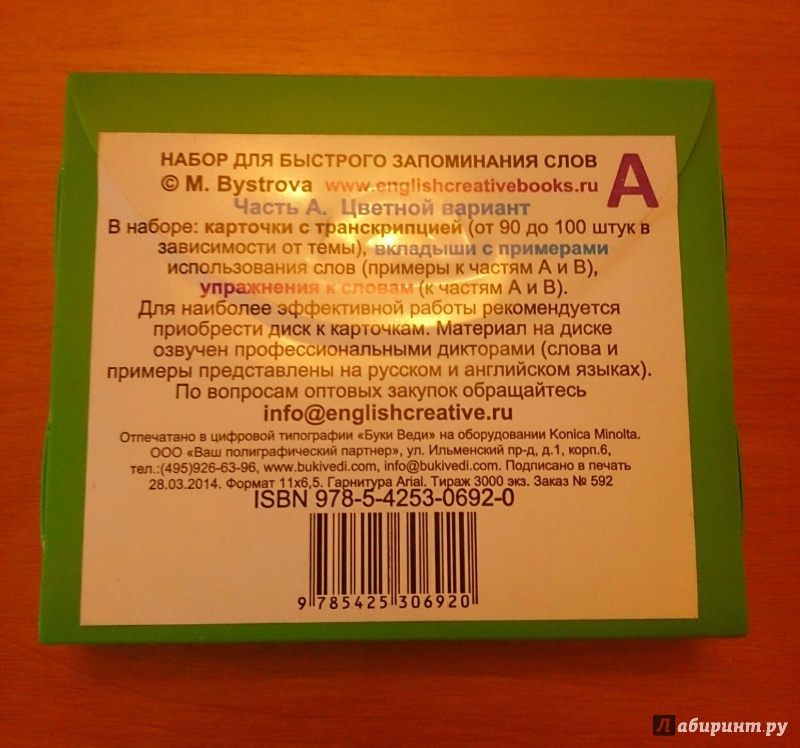 НАБОР ДЛЯ БЫСТРОГО ЗАПОМИНАНИЯ СЛОВ
А
© M. Bystrova www.englishcreativebooks.ru
Часть А. Цветной вариант
В наборе: карточки с транскрипцией (от 90 до 100 штук в
зависимости от темы), вкладыши с примерами
использования слов (примеры к частям А и В),
упражнения к словам (к частям А и В).
Для наиболее эффективной работы рекомендуется
приобрести диск к карточкам. Материал на диске
озвучен профессиональными дикторами (слова и
примеры представлены на русском и английском языках).
По вопросам оптовых закупок обращайтесь
info@englishcreative.ru
Отпечатано в цифровой типографии «Буки Веди» на оборудовании Konica Minolta.
ООО «Ваш полиграфический партнер», ул. Ильменский пр-д, д.1, корп.6,
тел.:(495)926-63-96, www.bukivedi.com, info@bukivedi.com. Подписано в печать
28.03.2014. Формат 11x6,5. Гарнитура Arial. Тираж 3000 экз. Заказ № 592
ISBN 978-5-4253-0692-0
9 785425 306920
Лабиринт.ру